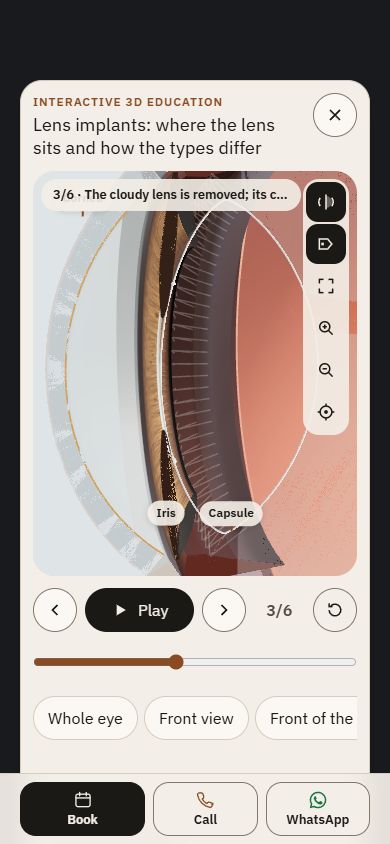 INTERACTIVE 3D EDUCATION
Lens implants: where the lens
sits and how the types differ
3/6 · The cloudy lens is removed; its c...
Iris
Capsule
Play
3/6
Whole eye
Front view
Front of the
Book
Call
WhatsApp